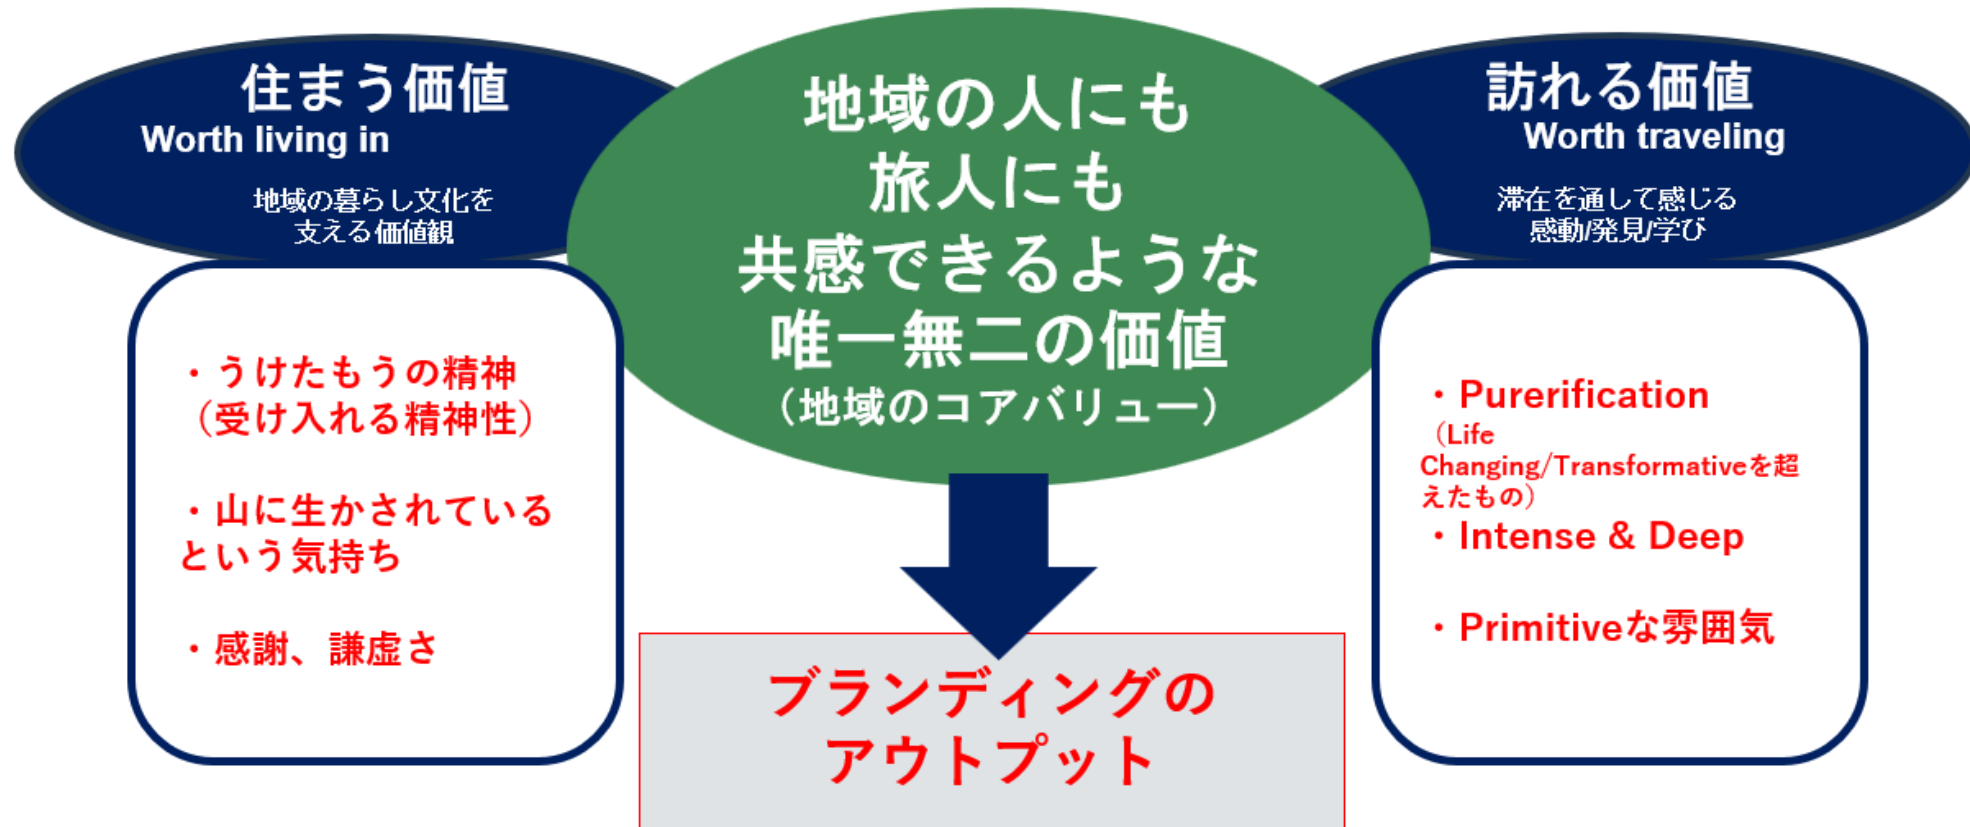 住まう価値
Worth living in
地域の暮らし文化を
支える価値観
・うけたもうの精神
（受け入れる精神性）
・山に生かされている
という気持ち
・感謝、謙虚さ
地域の人にも
旅人にも
共感できるような
唯一無二の価値
（地域のコアバリュー）
ブランディングの
アウトプット
訪れる価値
Worth traveling
滞在を通して感じる
感動/発見/学び
・Purerification
（Life
Changing/Transformativeを超
えたもの）
・Intense & Deep
・Primitiveな雰囲気